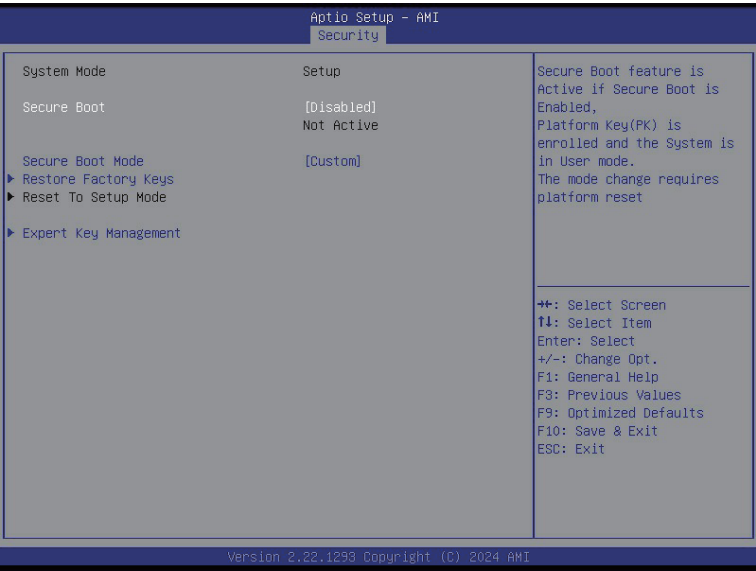 Aptio Setup - AMI
Security
System Mode Setup
Secure Boot [Disabled]
Not Active
Secure Boot Mode [Custom]
▶ Restore Factory Keys
▶ Reset To Setup Mode
▶ Expert Key Management
Secure Boot feature is
Active if Secure Boot is
Enabled,
Platform Key(PK) is
enrolled and the System is
in User mode.
The mode change requires
platform reset
→←: Select Screen
↑↓: Select Item
Enter: Select
+/-: Change Opt.
F1: General Help
F3: Previous Values
F9: Optimized Defaults
F10: Save & Exit
ESC: Exit
Version 2.22.1293 Copyright (C) 2024 AMI